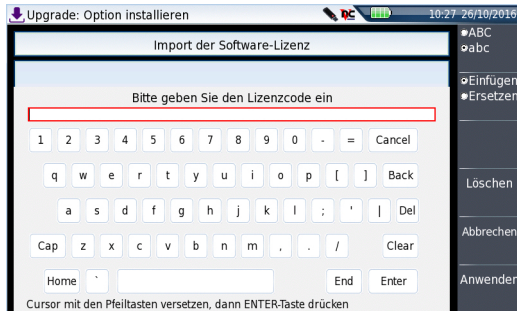 Upgrade: Option installieren
10:27 26/10/2016
Import der Software-Lizenz
Bitte geben Sie den Lizenzcode ein
1 2 3 4 5 6 7 8 9 0 - = Cancel
q w e r t y u i o p [ ] Back
a s d f g h j k l ; ' | Del
Cap z x c v b n m , . / Clear
Home ` End Enter
Cursor mit den Pfeiltasten versetzen, dann ENTER-Taste drücken
ABC
abc
Einfügen
Ersetzen
Löschen
Abbrechen
Anwenden